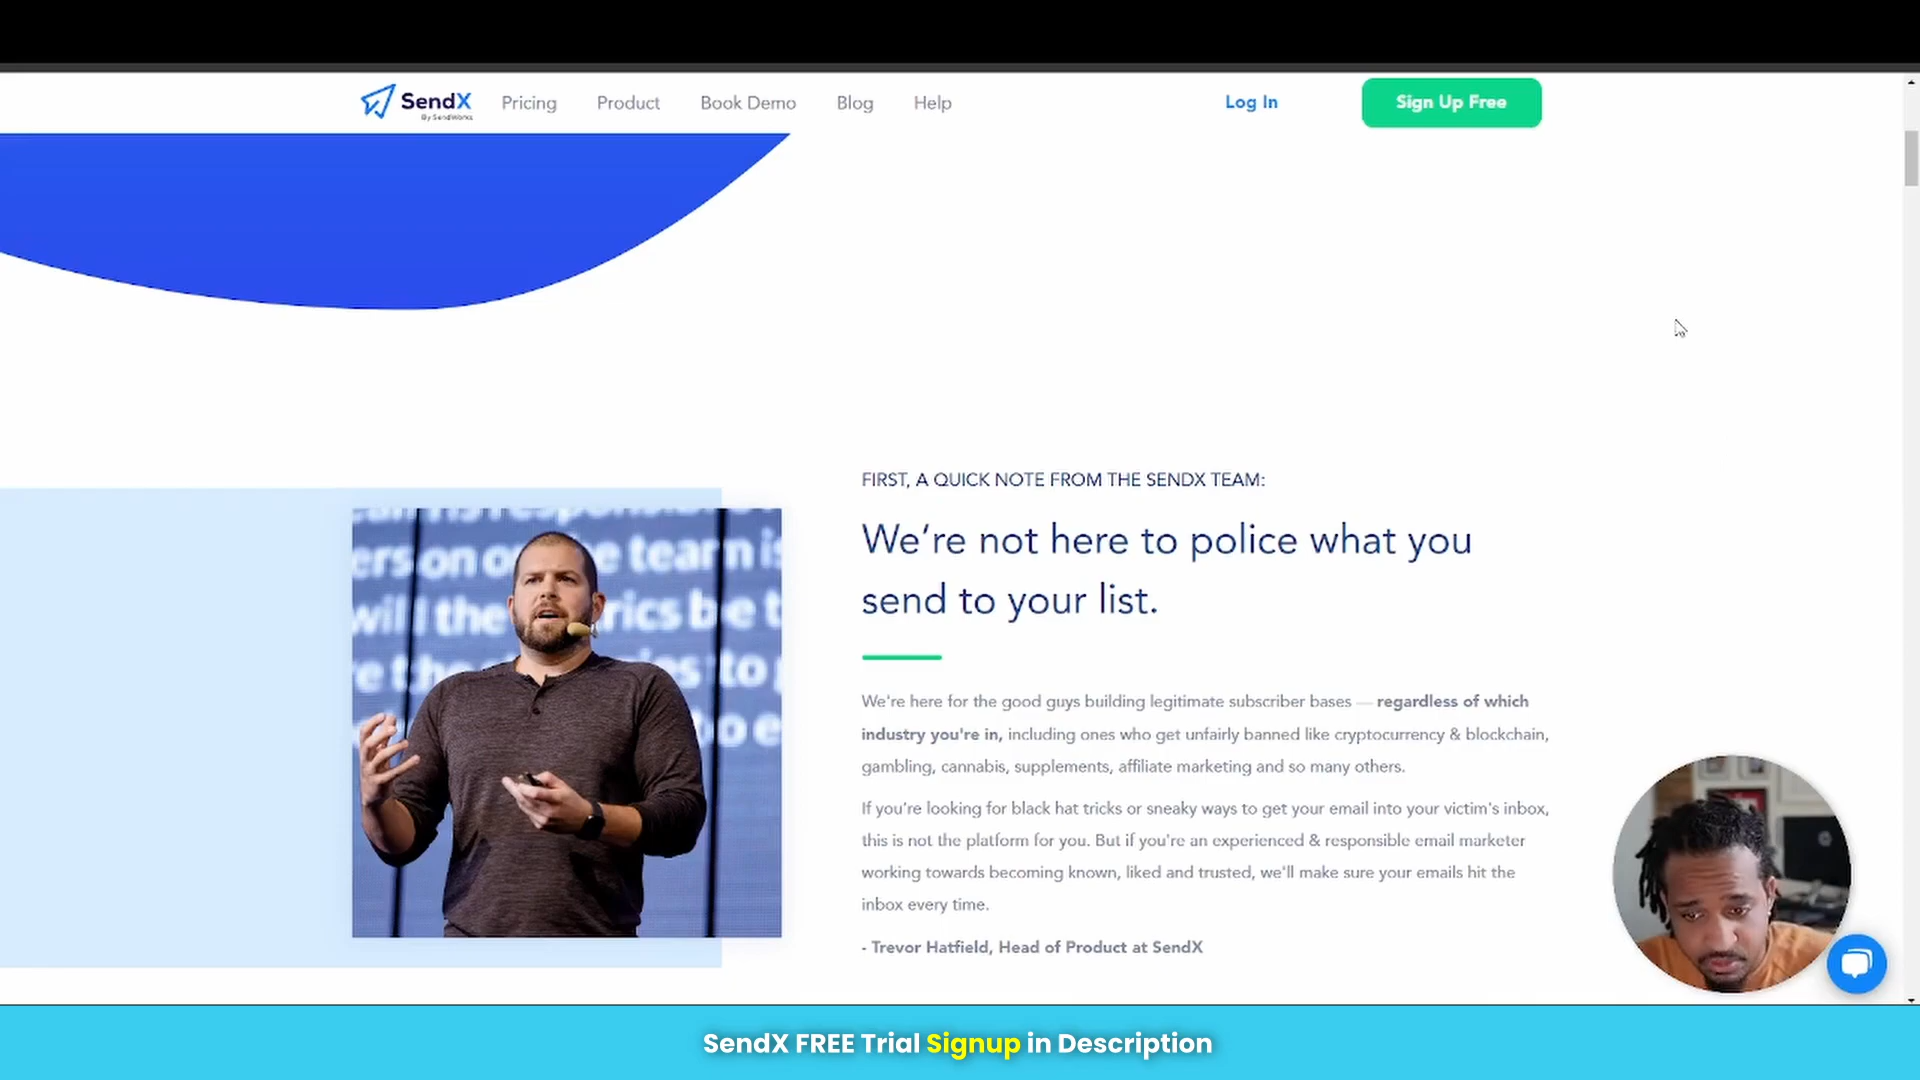 SendX
By SendWorks
Pricing
Product
Book Demo
Blog
Help
Log In
Sign Up Free
FIRST, A QUICK NOTE FROM THE SENDX TEAM:
We're not here to police what you
send to your list.
We're here for the good guys building legitimate subscriber bases — regardless of which
industry you're in, including ones who get unfairly banned like cryptocurrency & blockchain,
gambling, cannabis, supplements, affiliate marketing and so many others.
If you're looking for black hat tricks or sneaky ways to get your email into your victim's inbox,
this is not the platform for you. But if you're an experienced & responsible email marketer
working towards becoming known, liked and trusted, we'll make sure your emails hit the
inbox every time.
- Trevor Hatfield, Head of Product at SendX
SendX FREE Trial Signup in Description